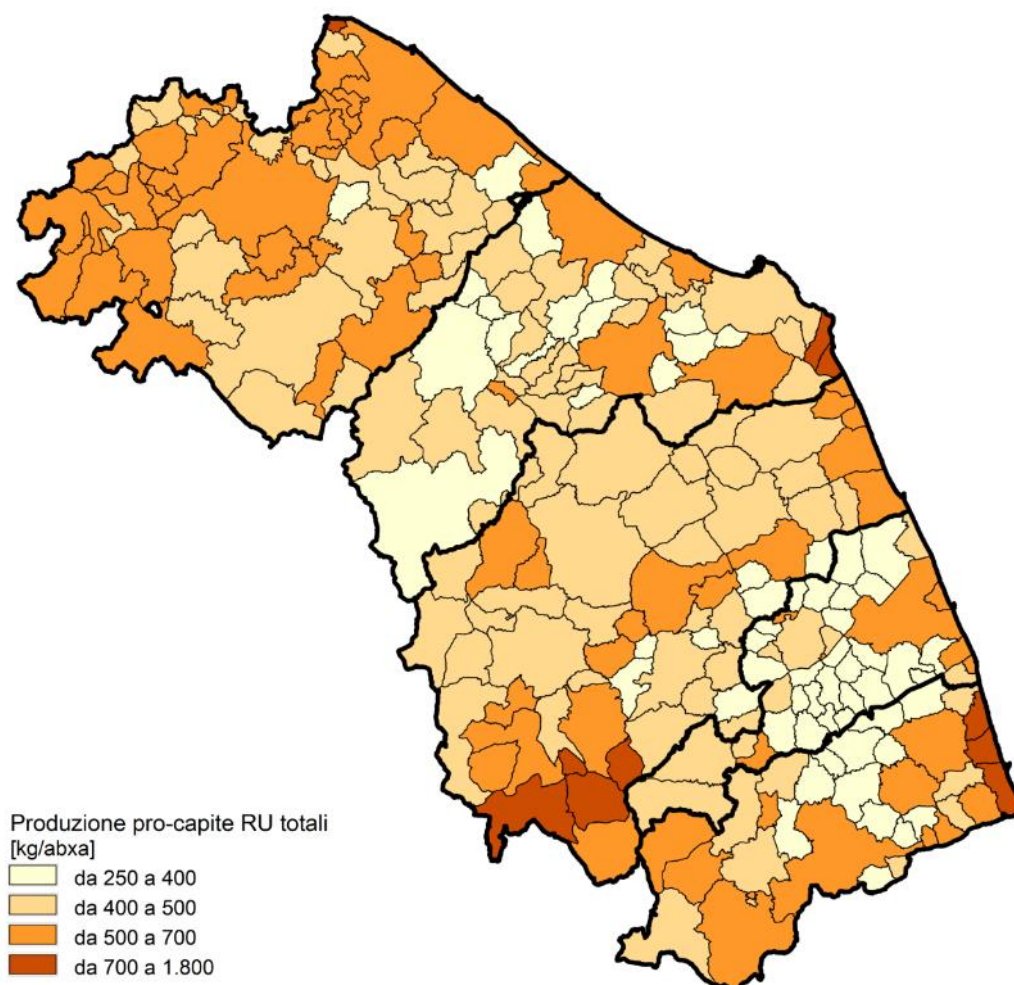 Produzione pro-capite RU totali
[kg/abxa]
da 250 a 400
da 400 a 500
da 500 a 700
da 700 a 1.800